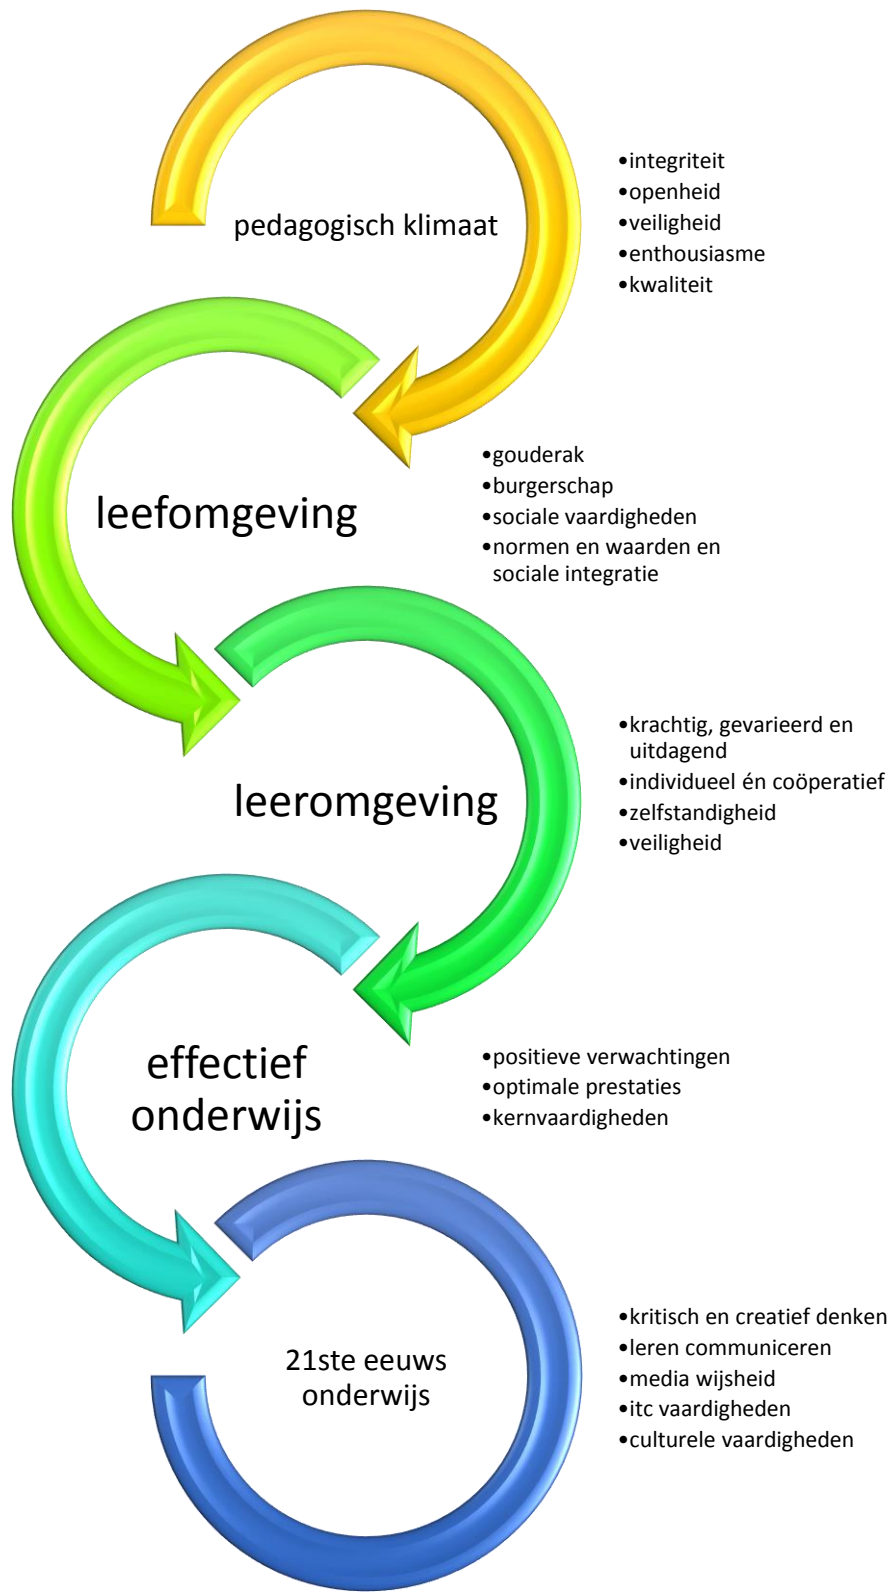 pedagogisch klimaat
•integriteit
•openheid
•veiligheid
•enthousiasme
•kwaliteit
leefomgeving
•gouderak
•burgerschap
•sociale vaardigheden
•normen en waarden en
sociale integratie
leeromgeving
•krachtig, gevarieerd en
uitdagend
•individueel én coöperatief
•zelfstandigheid
•veiligheid
effectief
onderwijs
•positieve verwachtingen
•optimale prestaties
•kernvaardigheden
21ste eeuws
onderwijs
•kritisch en creatief denken
•leren communiceren
•media wijsheid
•itc vaardigheden
•culturele vaardigheden